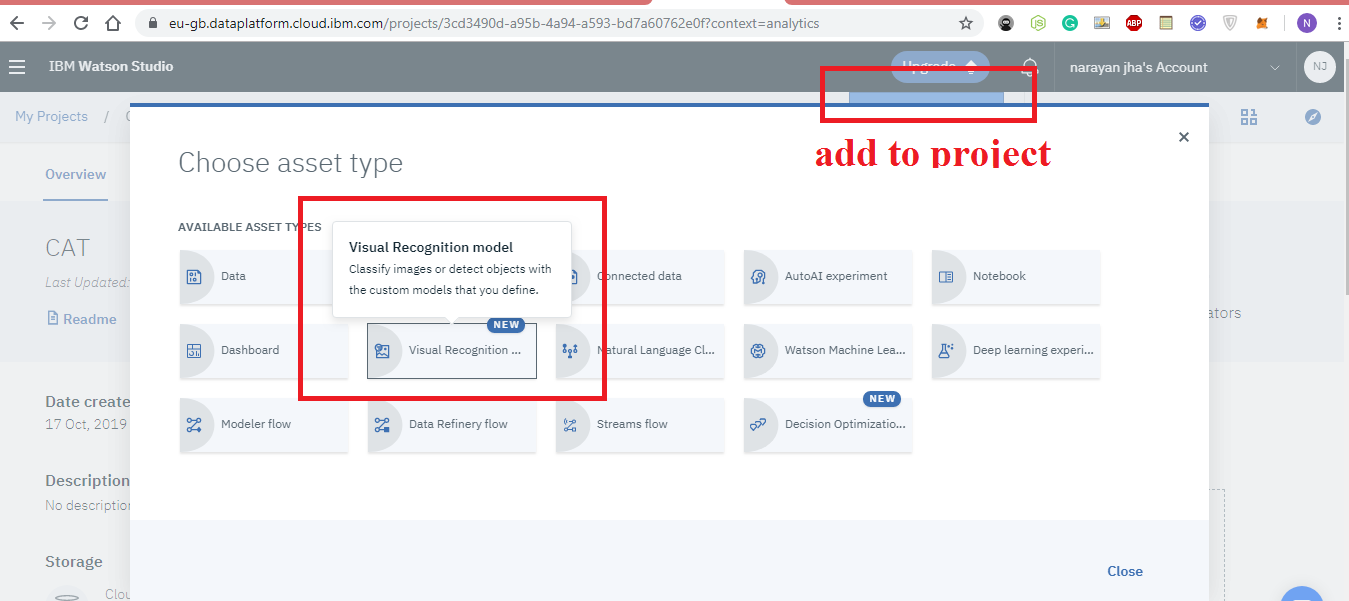 eu-gb.dataplatform.cloud.ibm.com/projects/3cd3490d-a95b-4a94-a593-bd7a60762e0f?context=analytics
ABP
N
IBM Watson Studio
Upgrade
narayan jha's Account
NJ
My Projects /
add to project
Choose asset type
Overview
AVAILABLE ASSET TYPES
Visual Recognition model
Classify images or detect objects with
the custom models that you define.
CAT
Data
Connected data
AutoAI experiment
Notebook
Last Updated:
Readme
NEW
Dashboard
Visual Recognition ...
Natural Language Cl...
Watson Machine Lea...
Deep learning experi...
Date create
17 Oct, 2019
NEW
Modeler flow
Data Refinery flow
Streams flow
Decision Optimizatio...
Description
No description
Storage
Close